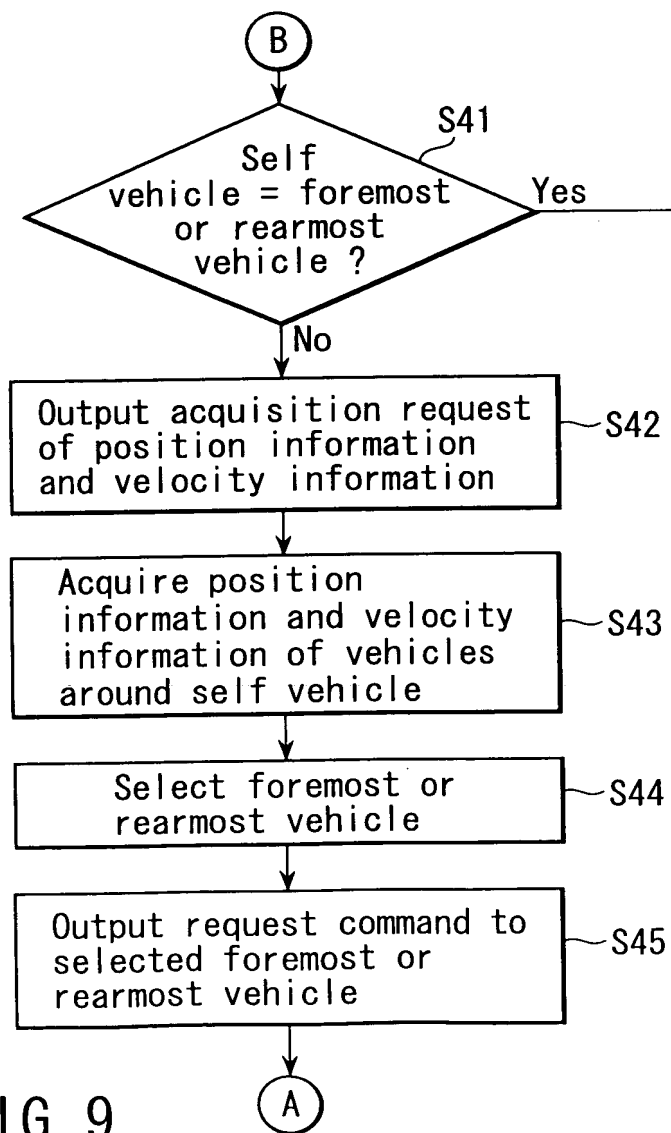 B
S41
Self
vehicle = foremost
or rearmost
vehicle ?
Yes
No
Output acquisition request
of position information
and velocity information
S42
Acquire position
information and velocity
information of vehicles
around self vehicle
S43
Select foremost or
rearmost vehicle
S44
Output request command to
selected foremost or
rearmost vehicle
S45
A
IG. 9